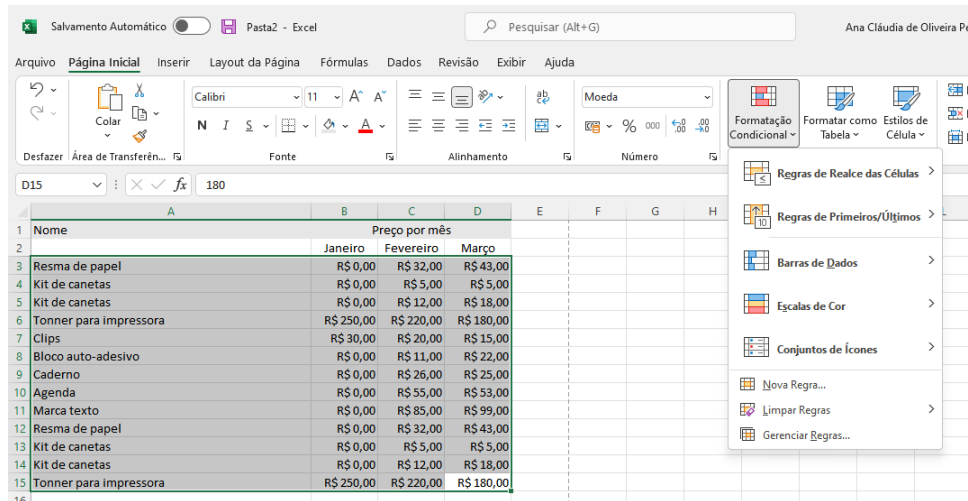 Salvamento Automático Pasta2 - Excel Pesquisar (Alt+G) Ana Cláudia de Oliveira
Arquivo Página Inicial Inserir Layout da Página Fórmulas Dados Revisão Exibir Ajuda
Calibri 11 Moeda
Colar
N I S A % 000
Formatação Condicional
Formatar como Tabela
Estilos de Célula
Desfazer Área de Transferên... Fonte Alinhamento Número
D15 fx 180
A B C D E F G H
1 Nome Preço por mês
2 Janeiro Fevereiro Março
3 Resma de papel R$ 0,00 R$ 32,00 R$ 43,00
4 Kit de canetas R$ 0,00 R$ 5,00 R$ 5,00
5 Kit de canetas R$ 0,00 R$ 12,00 R$ 18,00
6 Tonner para impressora R$ 250,00 R$ 220,00 R$ 180,00
7 Clips R$ 30,00 R$ 20,00 R$ 15,00
8 Bloco auto-adesivo R$ 0,00 R$ 11,00 R$ 22,00
9 Caderno R$ 0,00 R$ 26,00 R$ 25,00
10 Agenda R$ 0,00 R$ 55,00 R$ 53,00
11 Marca texto R$ 0,00 R$ 85,00 R$ 99,00
12 Resma de papel R$ 0,00 R$ 32,00 R$ 43,00
13 Kit de canetas R$ 0,00 R$ 5,00 R$ 5,00
14 Kit de canetas R$ 0,00 R$ 12,00 R$ 18,00
15 Tonner para impressora R$ 250,00 R$ 220,00 R$ 180,00
Regras de Realce das Células
Regras de Primeiros/Últimos
Barras de Dados
Escalas de Cor
Conjuntos de Ícones
Nova Regra...
Limpar Regras
Gerenciar Regras...